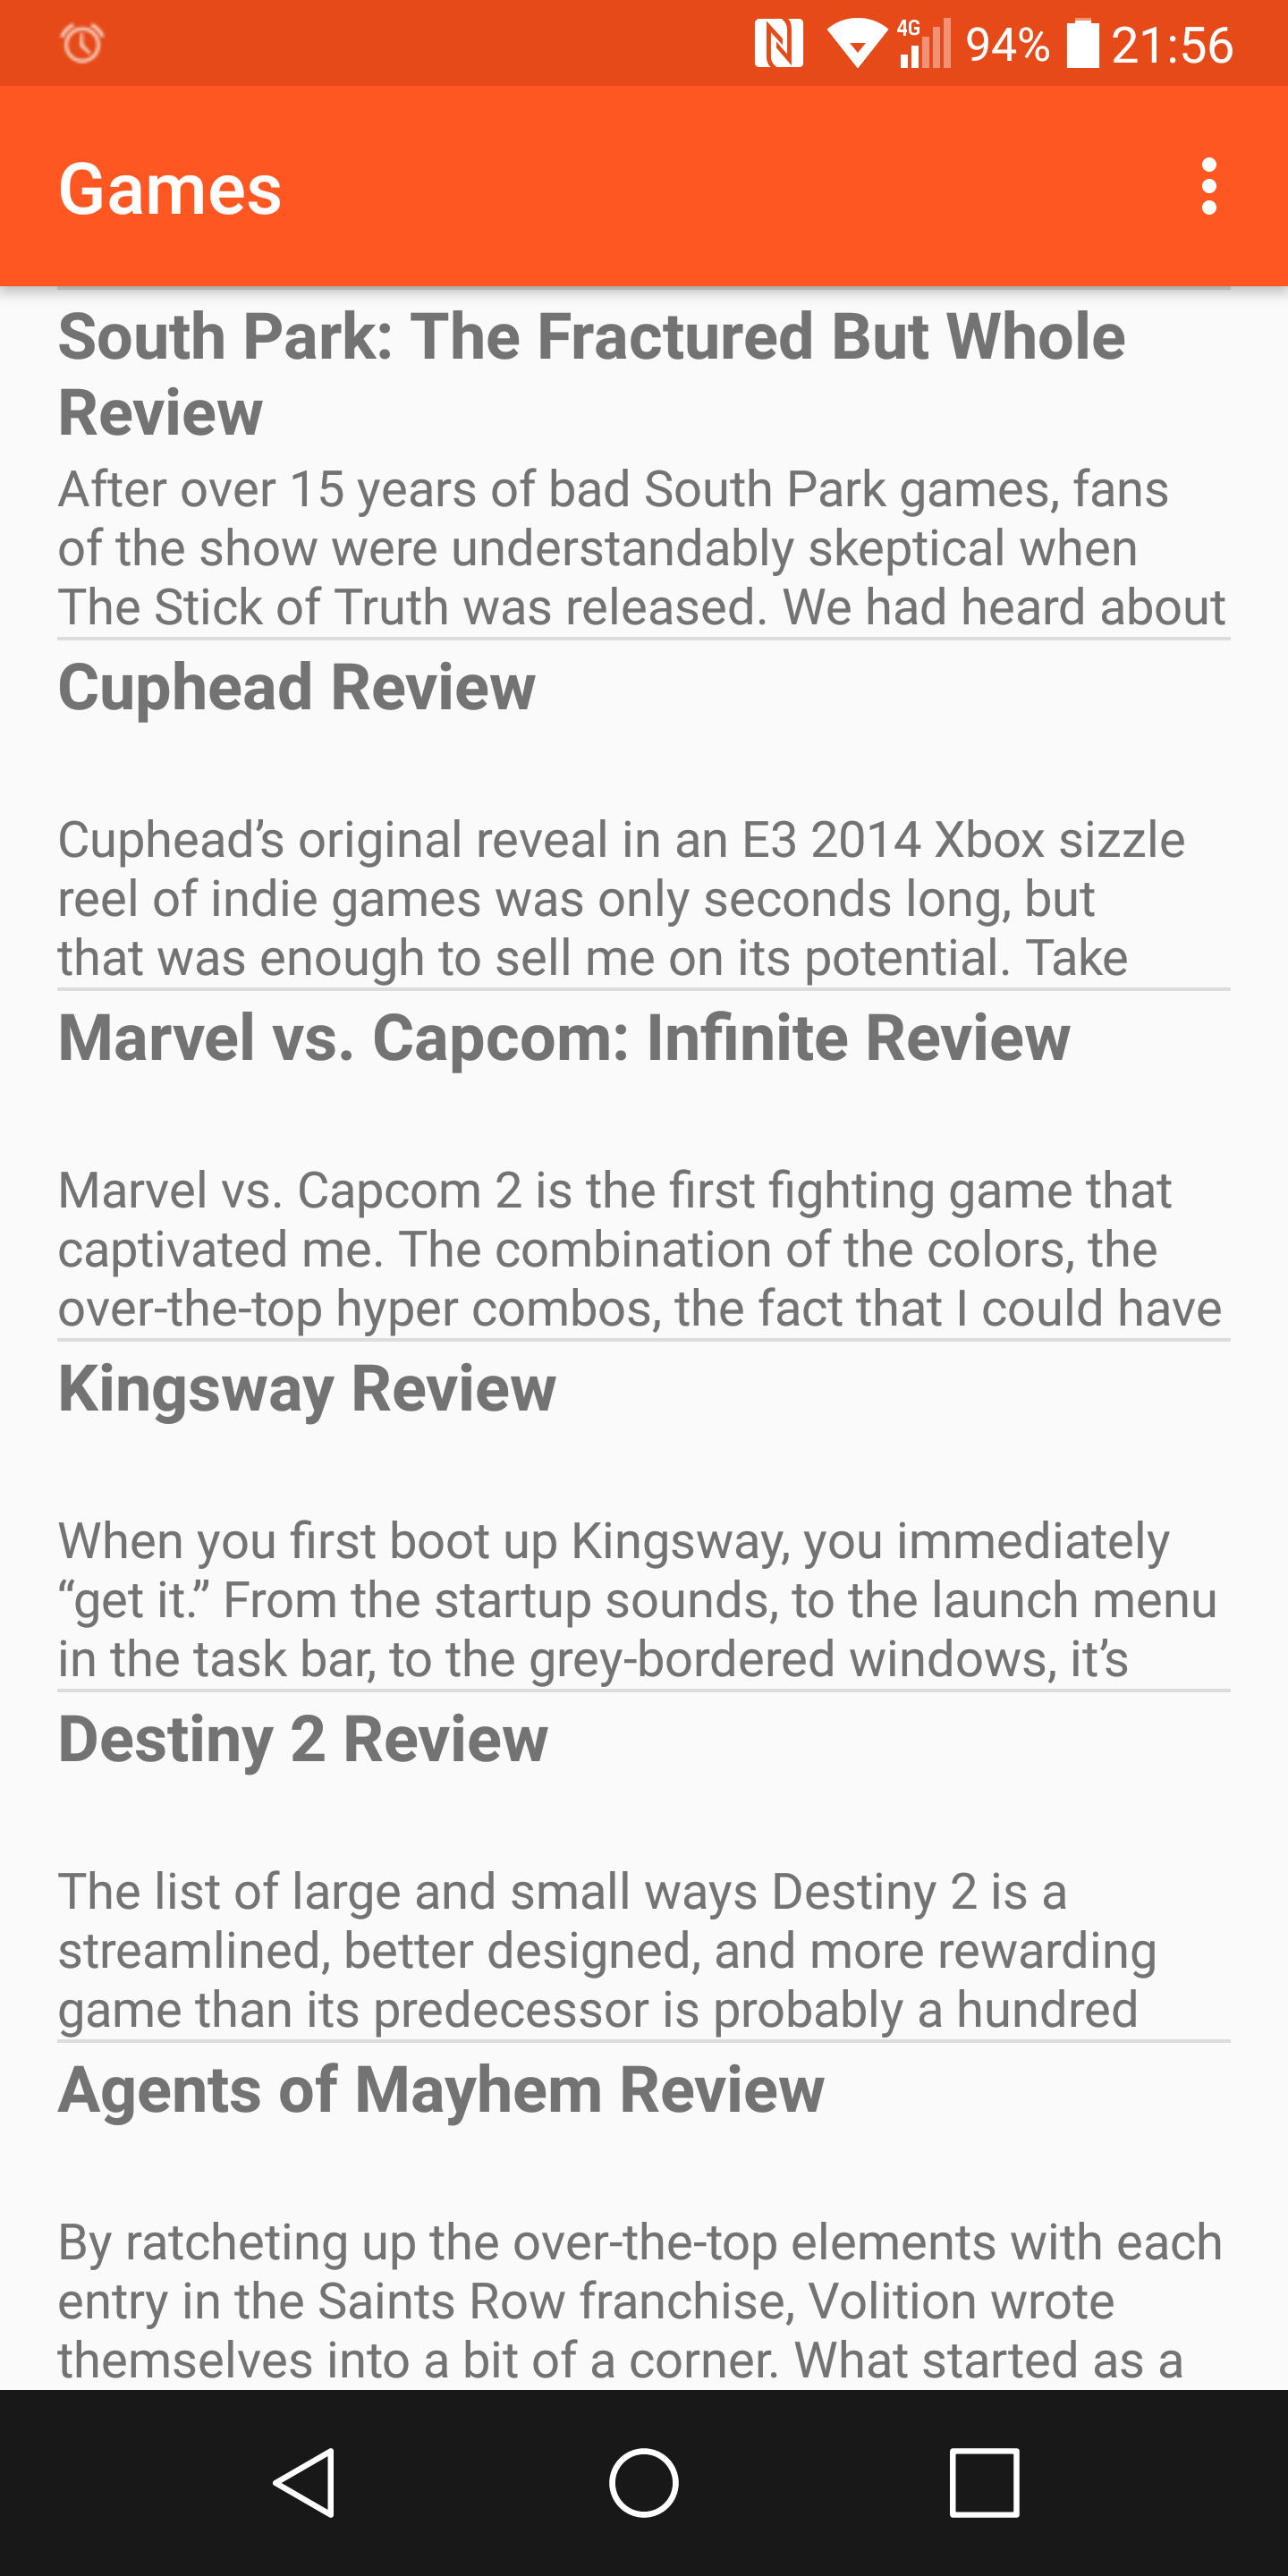 4G 94% 21:56
Games
South Park: The Fractured But Whole
Review
After over 15 years of bad South Park games, fans
of the show were understandably skeptical when
The Stick of Truth was released. We had heard about
Cuphead Review
Cuphead’s original reveal in an E3 2014 Xbox sizzle
reel of indie games was only seconds long, but
that was enough to sell me on its potential. Take
Marvel vs. Capcom: Infinite Review
Marvel vs. Capcom 2 is the first fighting game that
captivated me. The combination of the colors, the
over-the-top hyper combos, the fact that I could have
Kingsway Review
When you first boot up Kingsway, you immediately
“get it.” From the startup sounds, to the launch menu
in the task bar, to the grey-bordered windows, it’s
Destiny 2 Review
The list of large and small ways Destiny 2 is a
streamlined, better designed, and more rewarding
game than its predecessor is probably a hundred
Agents of Mayhem Review
By ratcheting up the over-the-top elements with each
entry in the Saints Row franchise, Volition wrote
themselves into a bit of a corner. What started as a